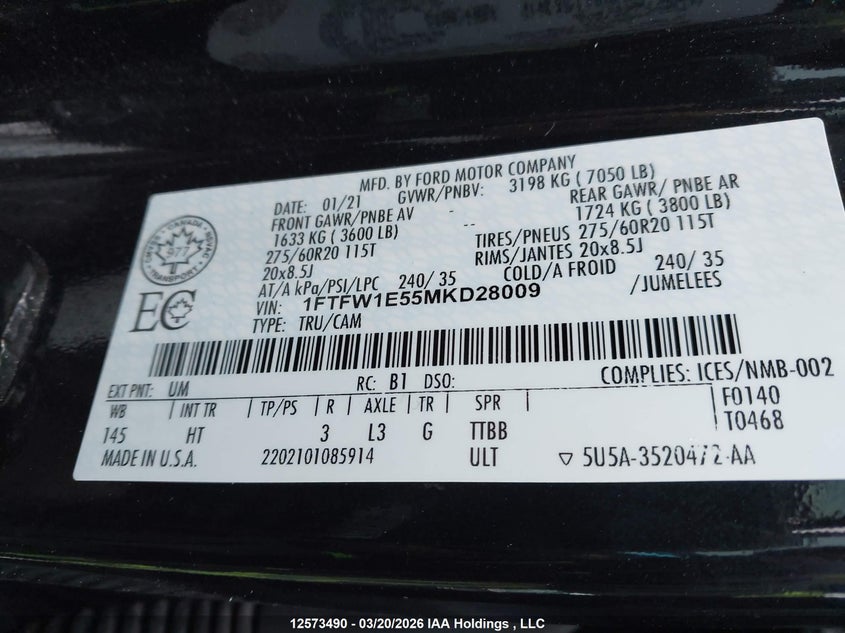 MFD. BY FORD MOTOR COMPANY
DATE: 01/21 GVWR/PNBV: 3198 KG ( 7050 LB)
FRONT GAWR/PNBE AV - REAR GAWR/ PNBE AR
1633 KG ( 3600 LB) -- 1724 KG ( 3800 LB)
275/60R20 115T TIRES/PNEUS 275/60R20 115T
20x8.5J RIMS/JANTES 20x8.5J
AT/A kPa/PSI/LPC 240/ 35 COLD/A FROID 240/ 35
VIN: 1FTFW1E55MKD28009 /JUMELEES
TYPE: TRU/CAM
CANADA
977
TRANSPORT
EC
EXT PNT: UM RC: B1 DSO: COMPLIES: ICES/NMB-002
WB INT TR TP/PS R AXLE TR SPR F0140
145 HT 3 L3 G TTBB T0468
MADE IN U.S.A. 2202101085914 ULT ▽ 5U5A-3520472-AA
12573490 - 03/20/2026 IAA Holdings , LLC